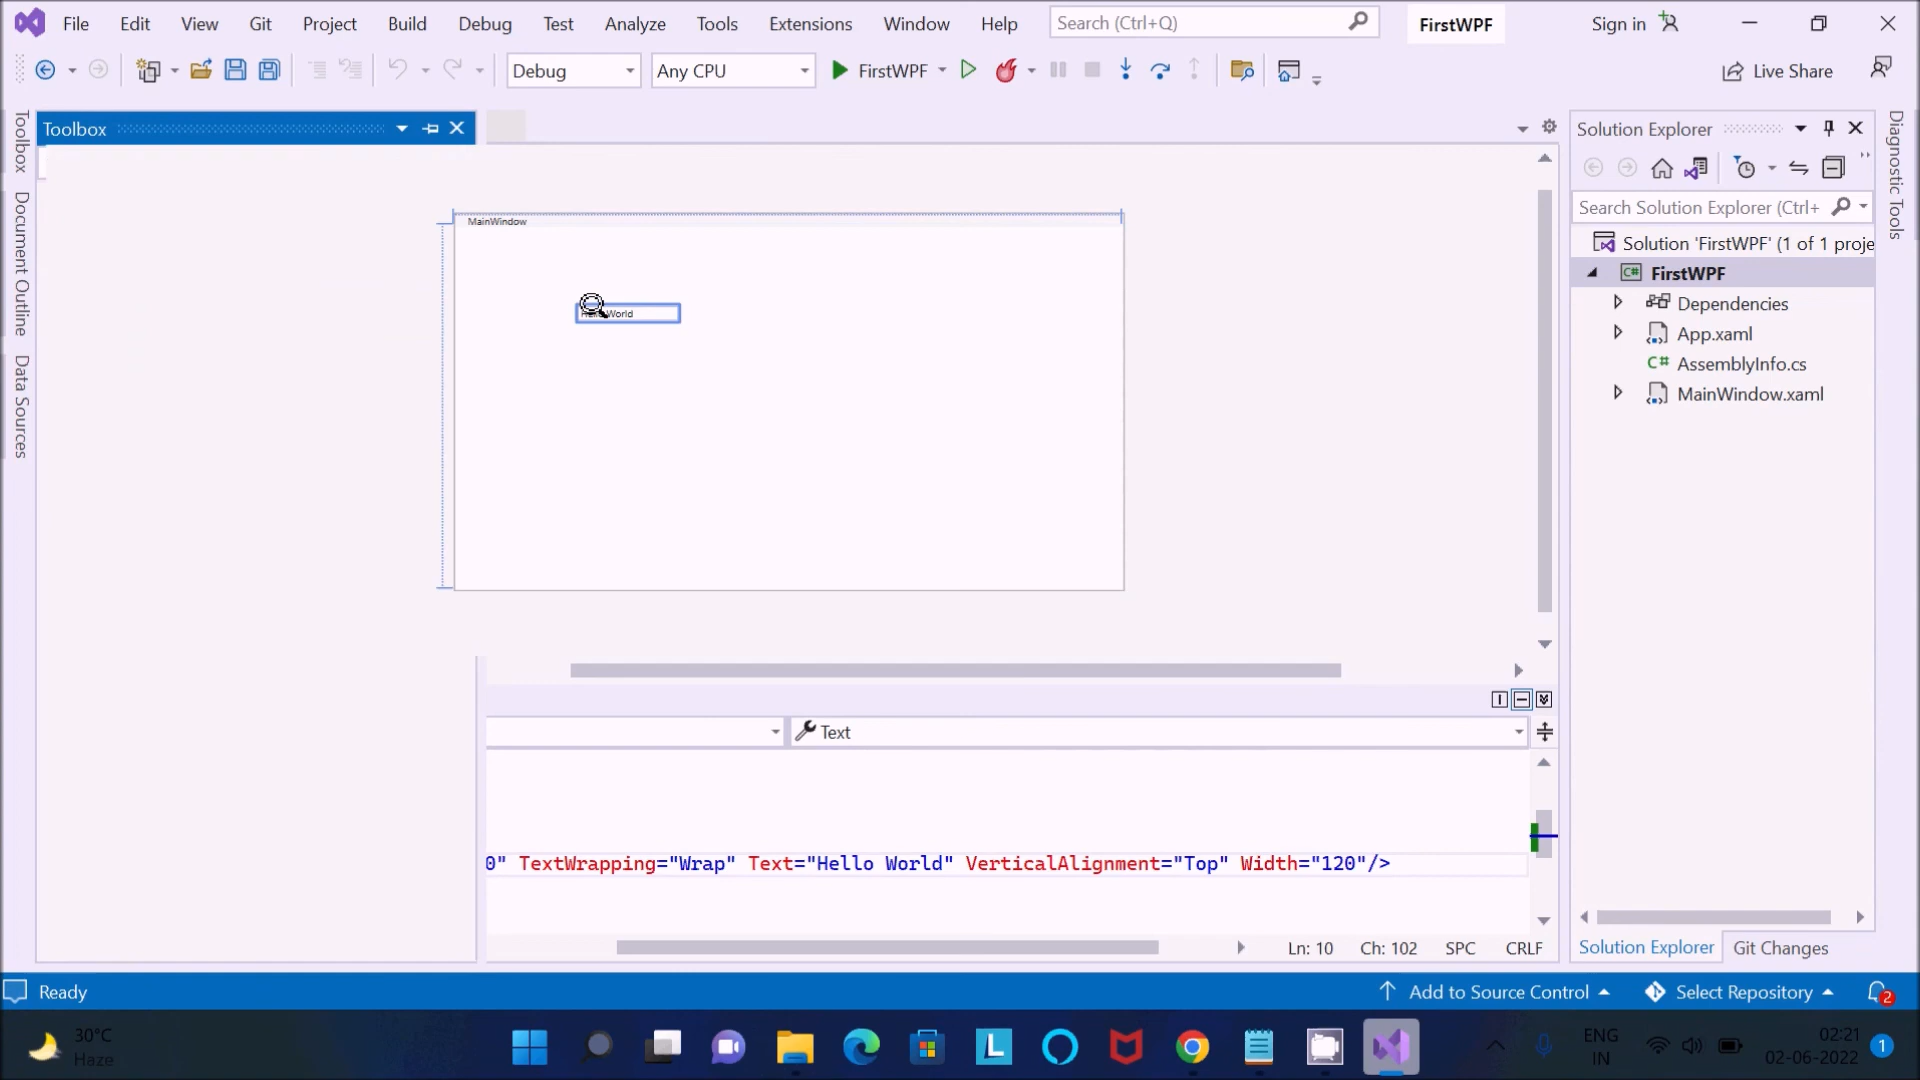 File Edit View Git Project Build Debug Test Analyze Tools Extensions Window Help Search (Ctrl+Q) FirstWPF Sign in
Debug Any CPU FirstWPF Live Share
Toolbox
Document Outline
Data Sources
Toolbox
MainWindow
World
Text
0" TextWrapping="Wrap" Text="Hello World" VerticalAlignment="Top" Width="120"/>
Ln: 10 Ch: 102 SPC CRLF
Solution Explorer
Search Solution Explorer (Ctrl+
Solution 'FirstWPF' (1 of 1 proje
C# FirstWPF
Dependencies
App.xaml
C# AssemblyInfo.cs
MainWindow.xaml
Solution Explorer Git Changes
Diagnostic Tools
Ready Add to Source Control Select Repository 2
30°C
Haze
L
ENG
IN
02:21
02-06-2022
1